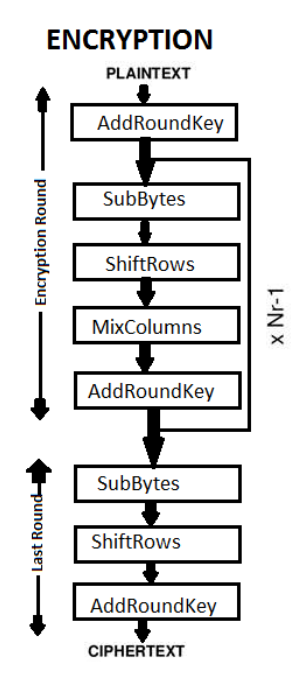 ENCRYPTION
PLAINTEXT
AddRoundKey
SubBytes
ShiftRows
MixColumns
AddRoundKey
Encryption Round
x Nr-1
SubBytes
ShiftRows
AddRoundKey
Last Round
CIPHERTEXT